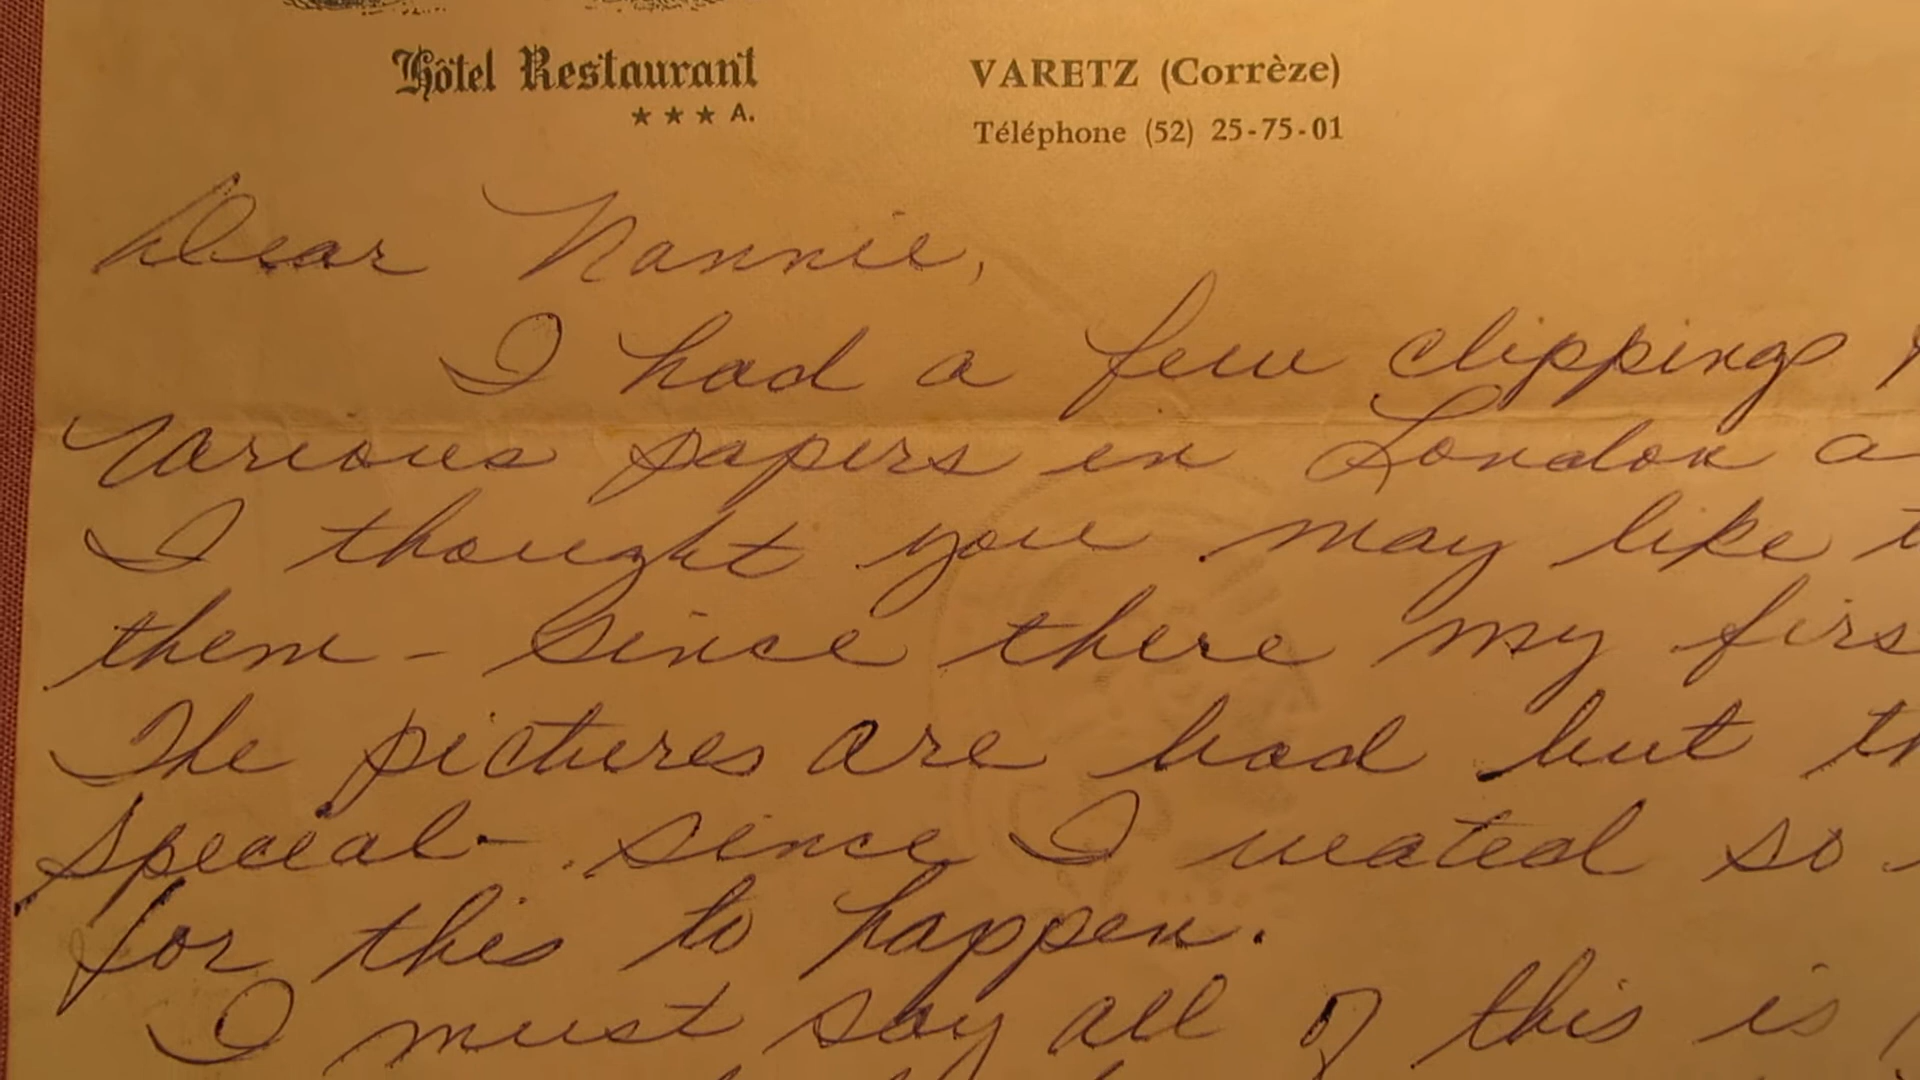 Hôtel Restaurant
★ ★ ★ A.
VARETZ (Corrèze)
Téléphone (52) 25-75-01
Dear Nannie,
I had a few clippings
Various papers in London a
I thought you may like t
them - Since there my firs
The pictures are bad but th
special - since I waited so
for this to happen.
I must say all of this is